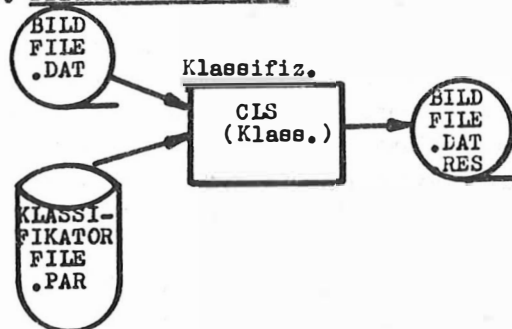 BILD
FILE
.DAT
Klassifiz.
CLS
(Klass.)
BILD
FILE
.DAT
.RES
KLASSI-
FIKATOR
FILE
.PAR